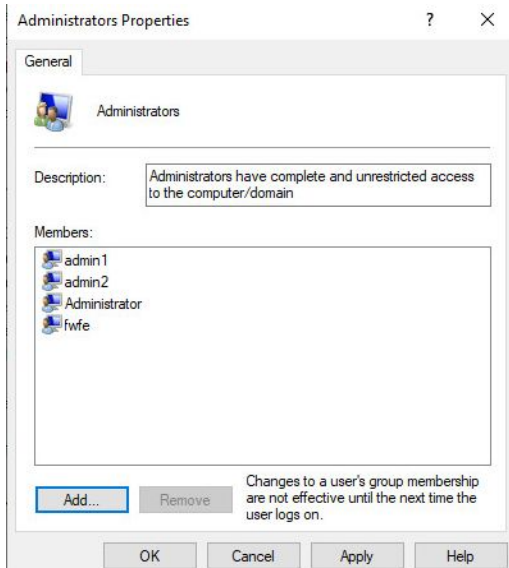 Administrators Properties
?
General
Administrators
Description:
Administrators have complete and unrestricted access
to the computer/domain
Members:
admin1
admin2
Administrator
fwfe
Add...
Remove
Changes to a user's group membership
are not effective until the next time the
user logs on.
OK
Cancel
Apply
Help